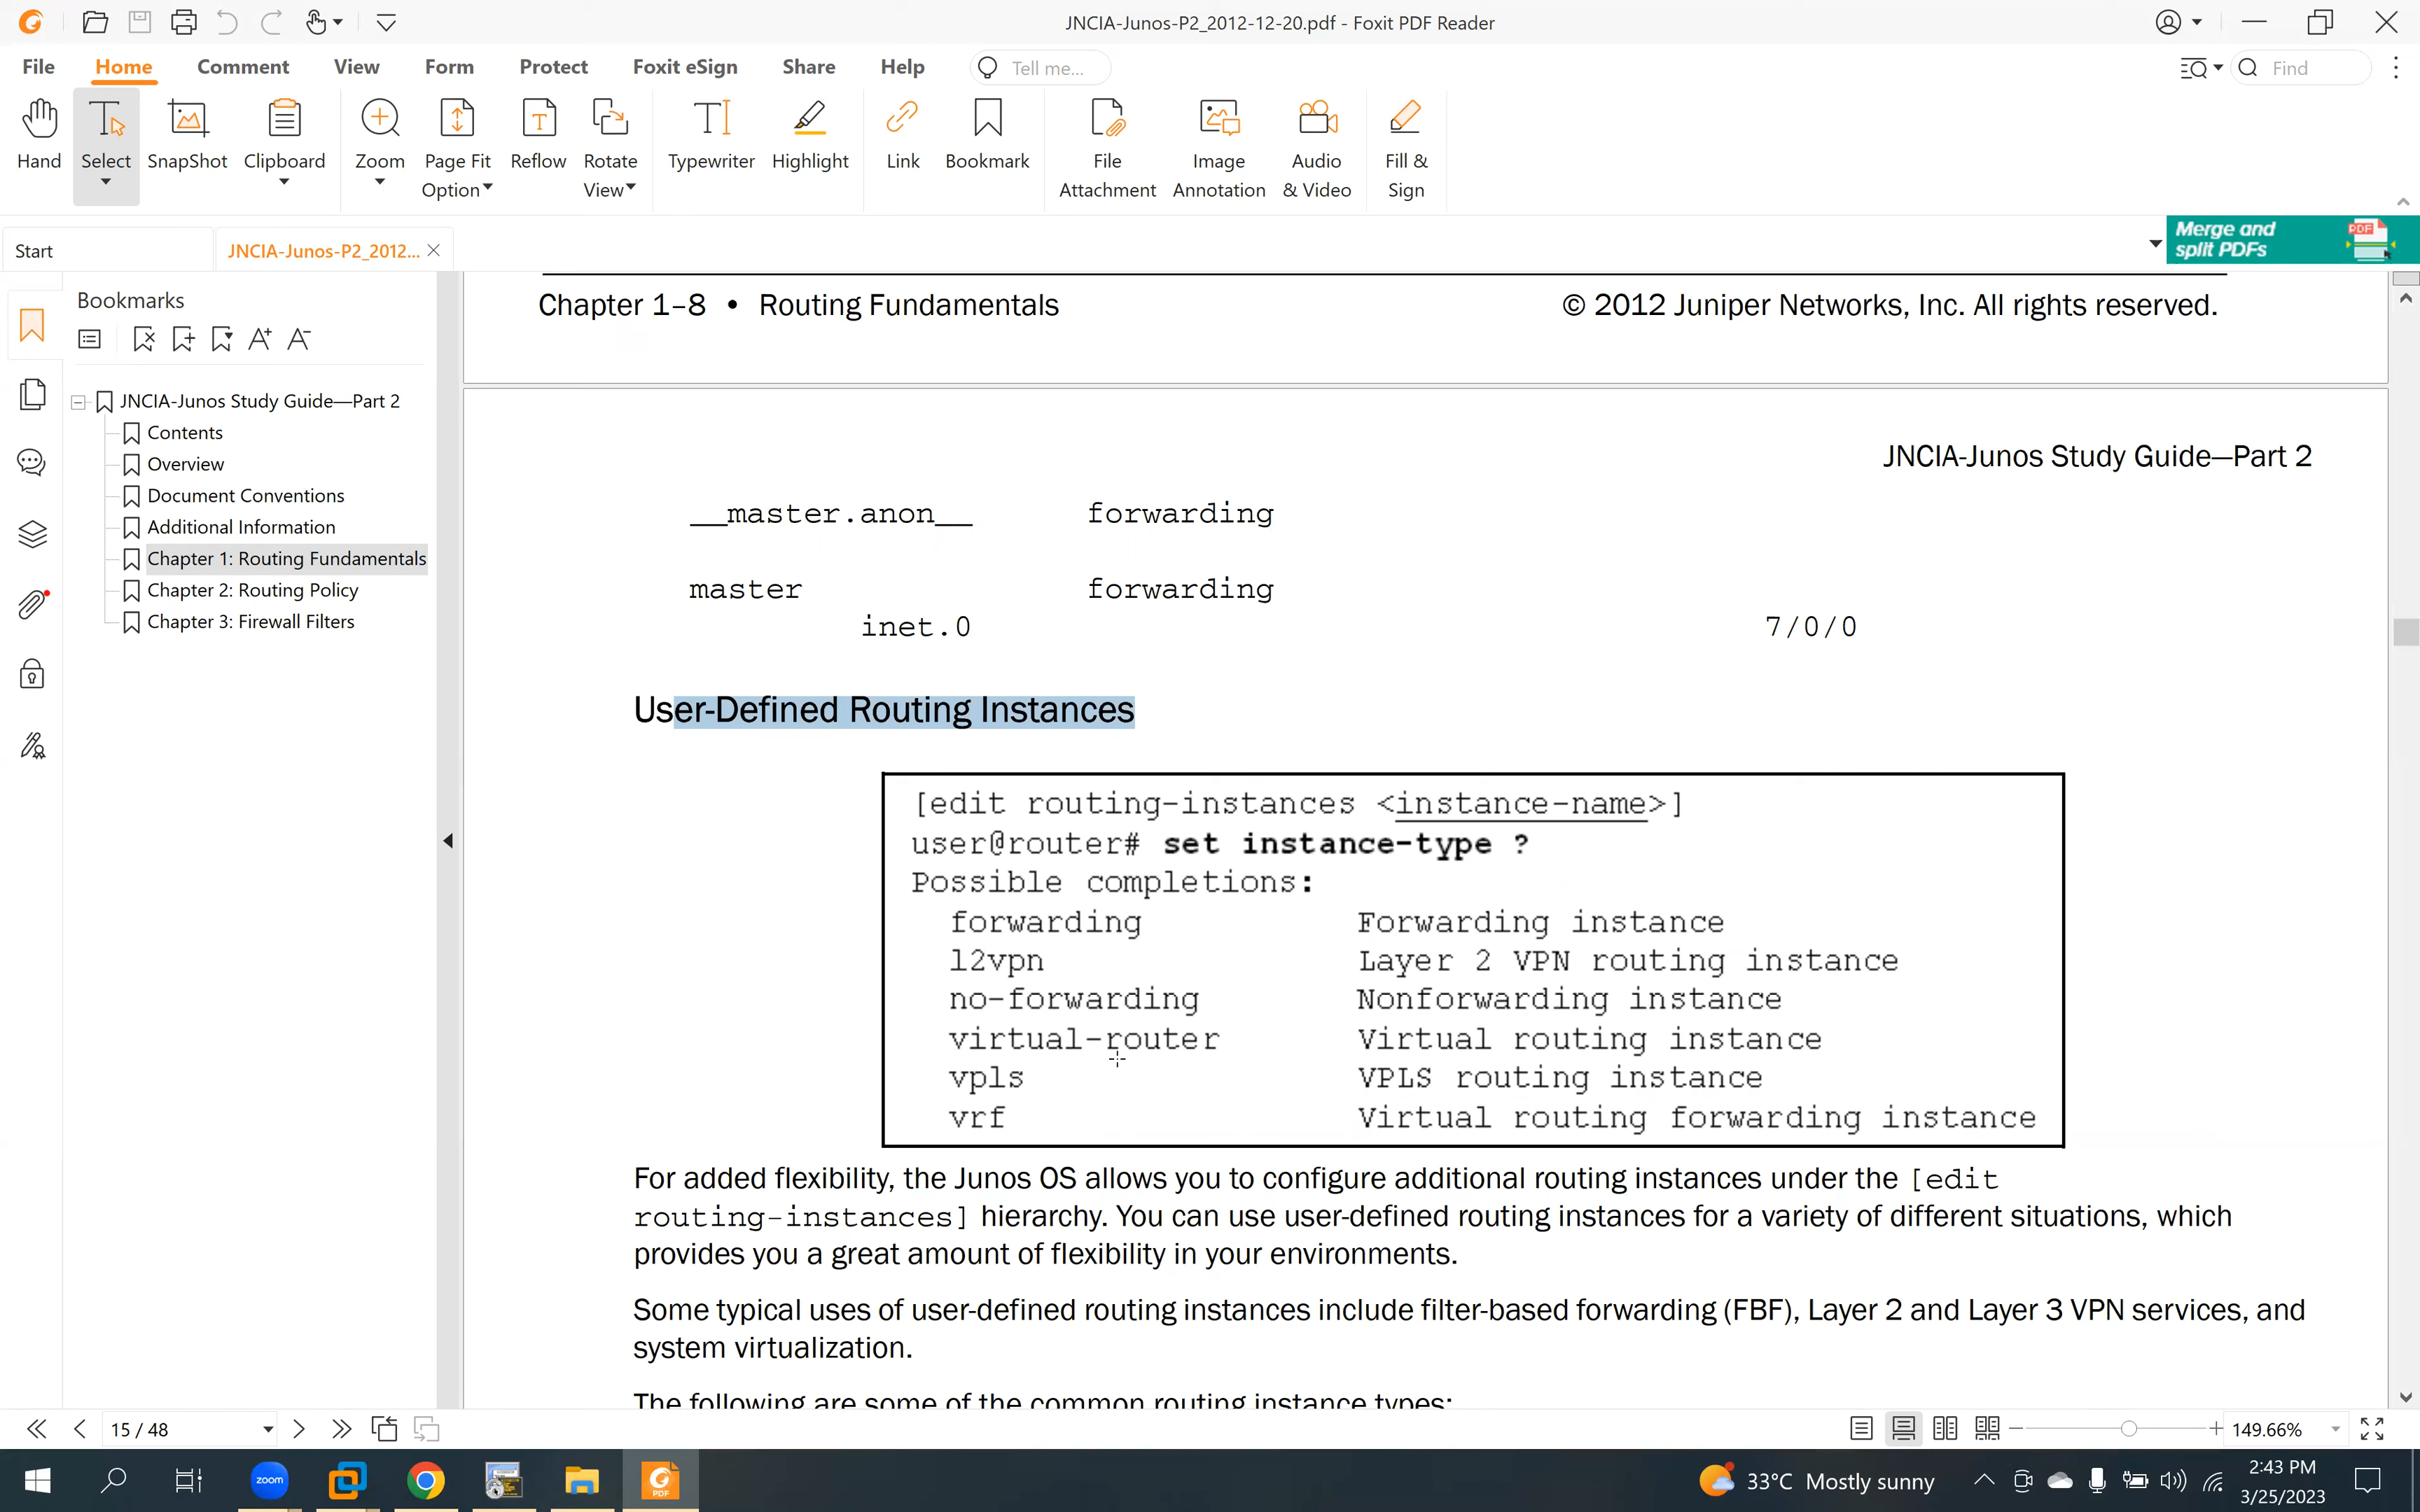 JNCIA-Junos-P2_2012-12-20.pdf - Foxit PDF Reader
File Home Comment View Form Protect Foxit eSign Share Help Tell me... Find
Hand Select SnapShot Clipboard Zoom Page Fit Option Reflow Rotate View Typewriter Highlight Link Bookmark File Attachment Image Annotation Audio & Video Fill & Sign
Start JNCIA-Junos-P2_2012...
Merge and
split PDFs
PDF
Bookmarks
JNCIA-Junos Study Guide—Part 2
Contents
Overview
Document Conventions
Additional Information
Chapter 1: Routing Fundamentals
Chapter 2: Routing Policy
Chapter 3: Firewall Filters
Chapter 1–8 • Routing Fundamentals © 2012 Juniper Networks, Inc. All rights reserved.
JNCIA-Junos Study Guide—Part 2
__master.anon__ forwarding
master forwarding
inet.0 7/0/0
User-Defined Routing Instances
[edit routing-instances <instance-name>]
user@router# set instance-type ?
Possible completions:
forwarding Forwarding instance
l2vpn Layer 2 VPN routing instance
no-forwarding Nonforwarding instance
virtual-router Virtual routing instance
vpls VPLS routing instance
vrf Virtual routing forwarding instance
For added flexibility, the Junos OS allows you to configure additional routing instances under the [edit
routing-instances] hierarchy. You can use user-defined routing instances for a variety of different situations, which
provides you a great amount of flexibility in your environments.
Some typical uses of user-defined routing instances include filter-based forwarding (FBF), Layer 2 and Layer 3 VPN services, and
system virtualization.
The following are some of the common routing instance types:
15 / 48
149.66%
zoom
PDF
33°C Mostly sunny
2:43 PM
3/25/2023